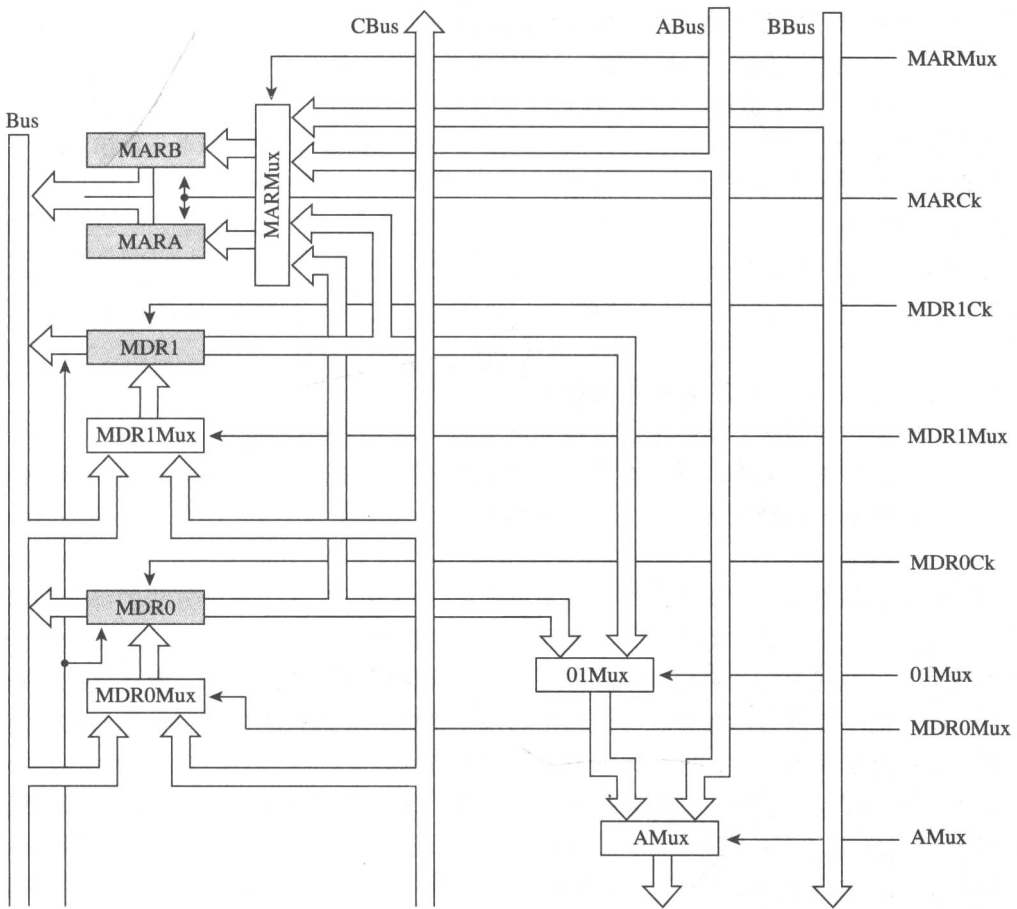 CBus
ABus
BBus
MARMux
Bus
MARB
MARMux
MARCk
MARA
MDR1Ck
MDR1
MDR1Mux
MDR1Mux
MDR0Ck
MDR0
01Mux
01Mux
MDR0Mux
MDR0Mux
AMux
AMux